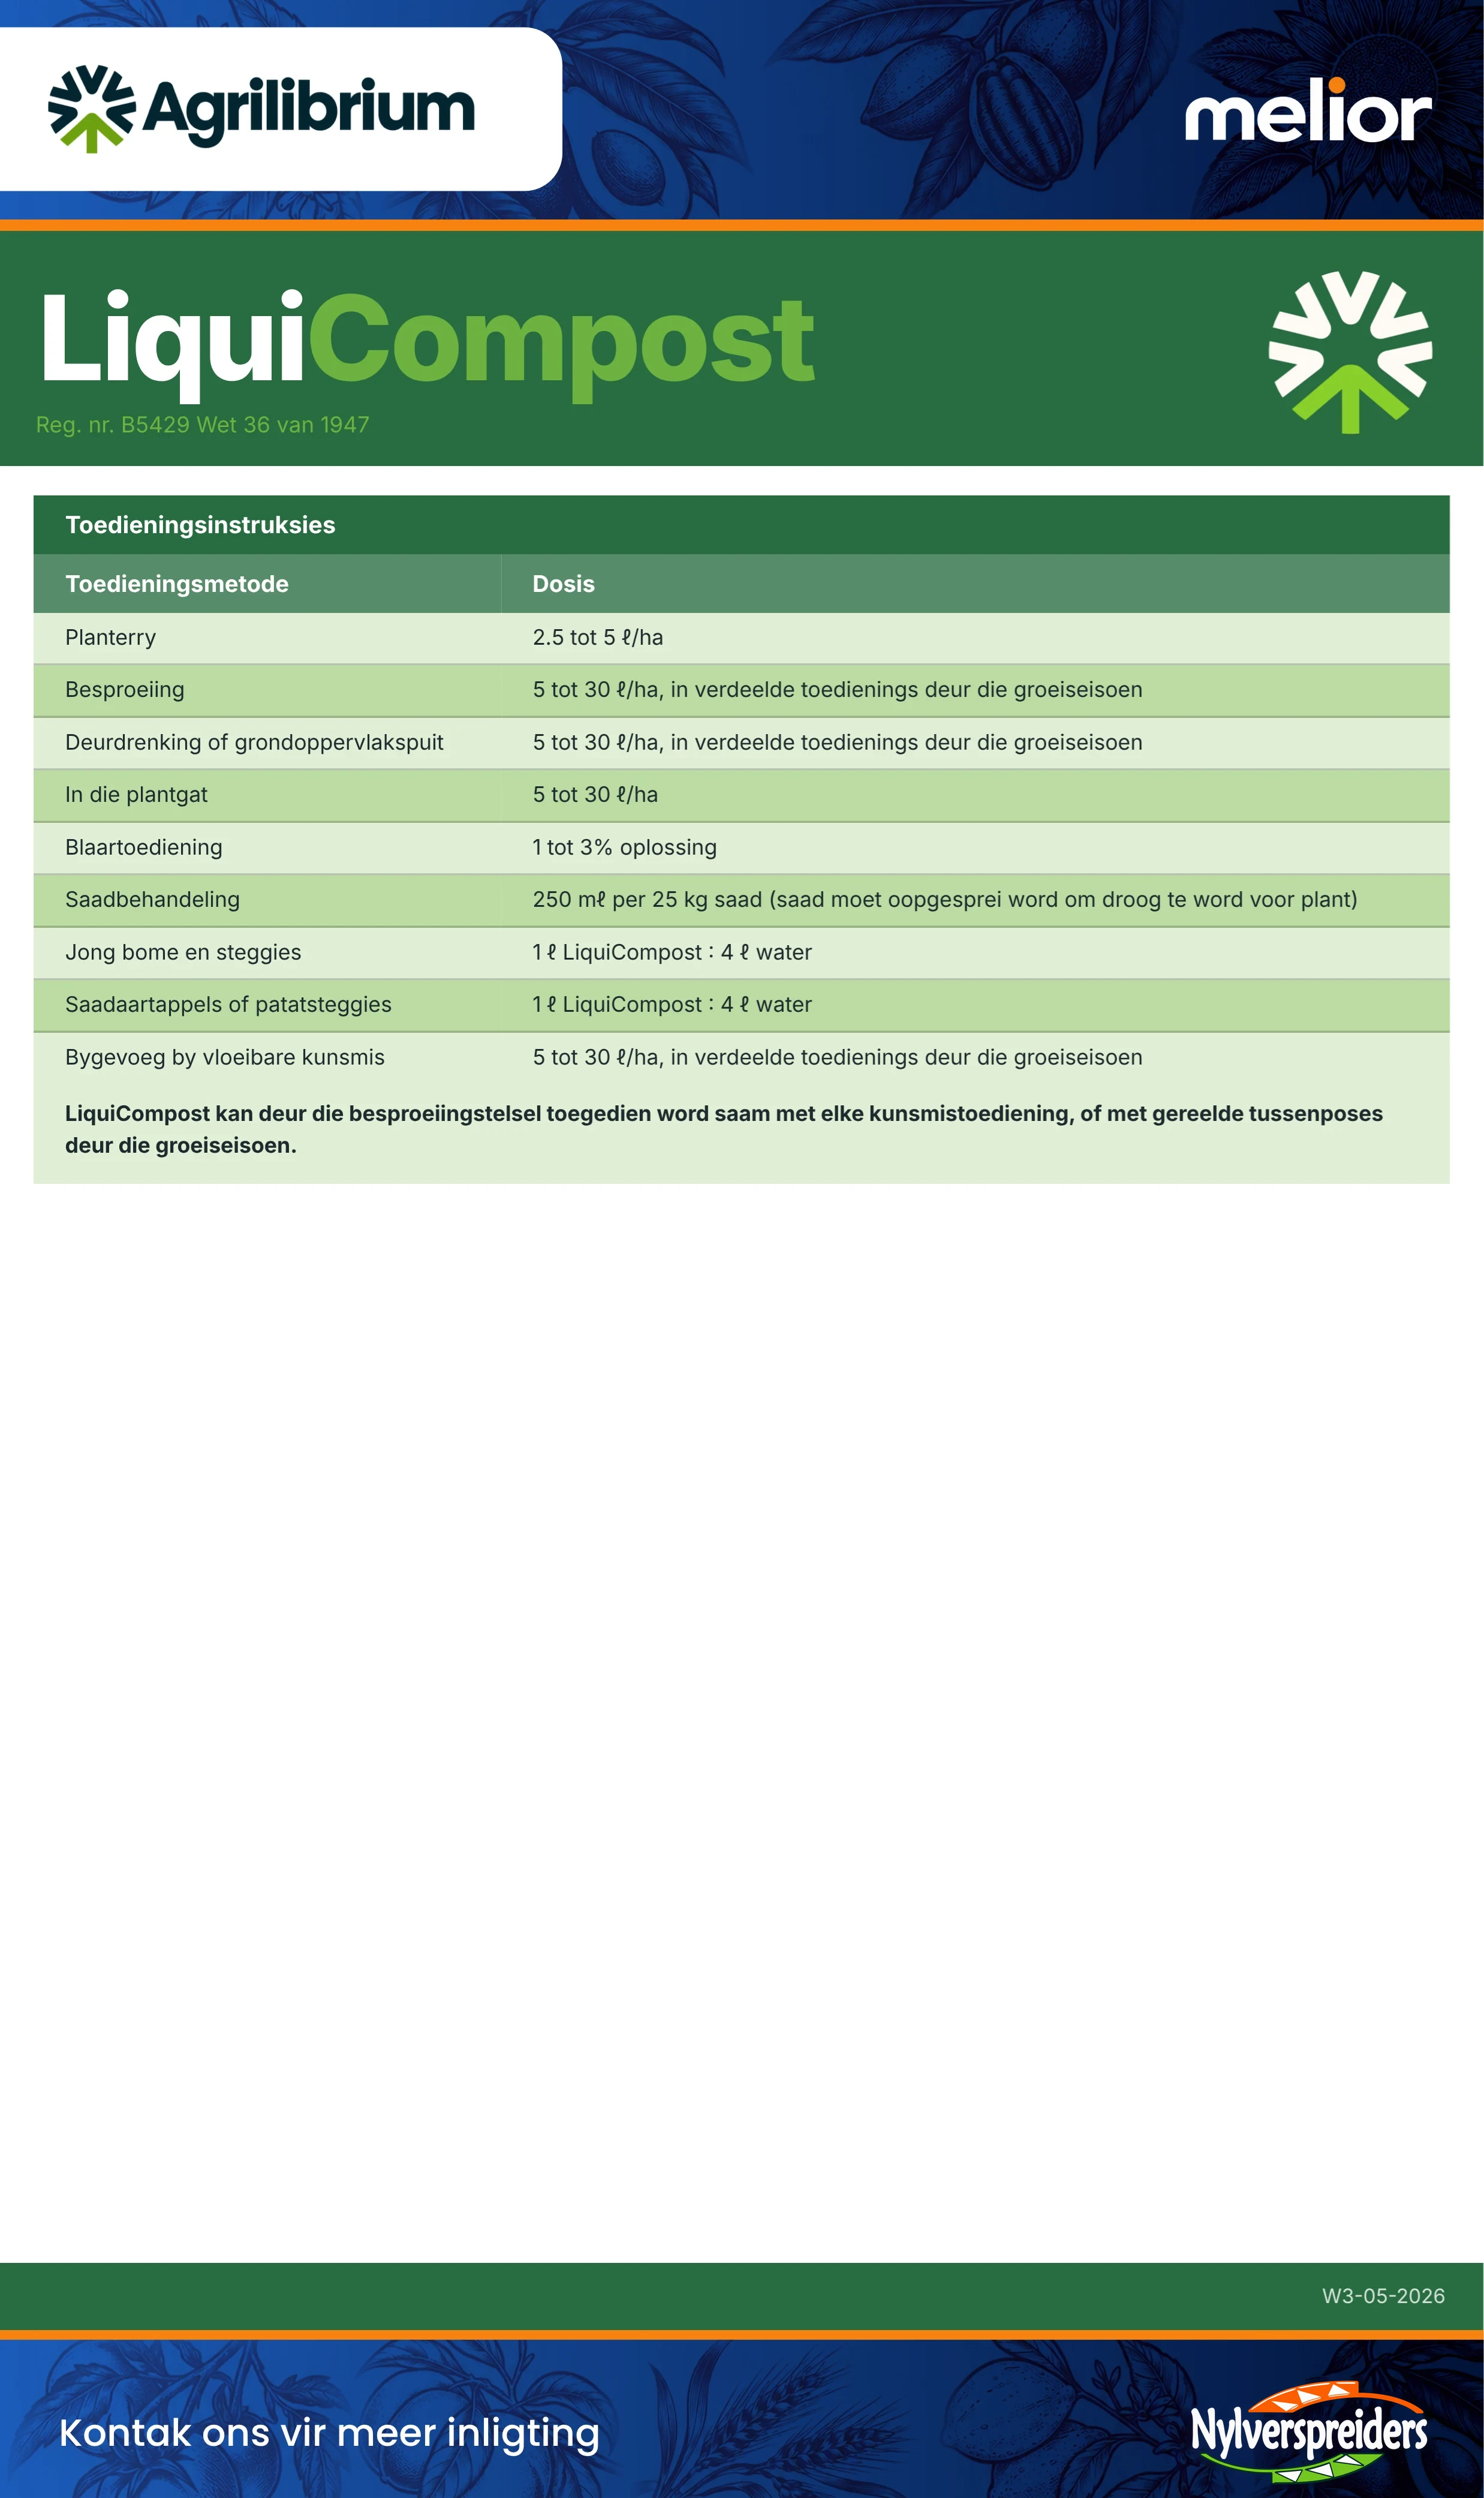 Agrilibrium
melior
LiquiCompost
Reg. nr. B5429 Wet 36 van 1947
Toedieningsinstruksies
Toedieningsmetode Dosis
Planterry 2.5 tot 5 ℓ/ha
Besproeiing 5 tot 30 ℓ/ha, in verdeelde toedienings deur die groeiseisoen
Deurdrenking of grondoppervlakspuit 5 tot 30 ℓ/ha, in verdeelde toedienings deur die groeiseisoen
In die plantgat 5 tot 30 ℓ/ha
Blaartoediening 1 tot 3% oplossing
Saadbehandeling 250 mℓ per 25 kg saad (saad moet oopgesprei word om droog te word voor plant)
Jong bome en steggies 1 ℓ LiquiCompost : 4 ℓ water
Saadaartappels of patatsteggies 1 ℓ LiquiCompost : 4 ℓ water
Bygevoeg by vloeibare kunsmis 5 tot 30 ℓ/ha, in verdeelde toedienings deur die groeiseisoen
LiquiCompost kan deur die besproeiingstelsel toegedien word saam met elke kunsmistoediening, of met gereelde tussenposes
deur die groeiseisoen.
W3-05-2026
Kontak ons vir meer inligting
Nylverspreiders